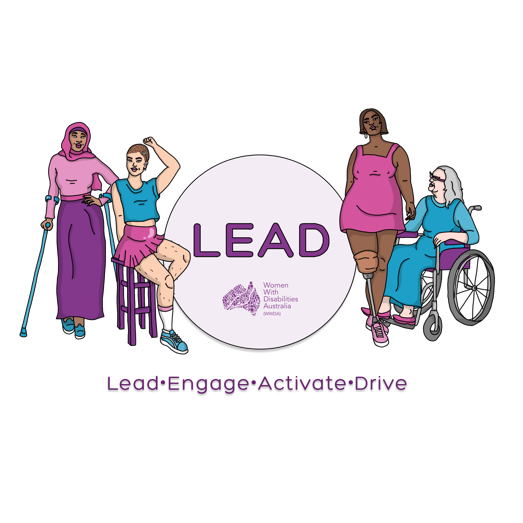 LEAD
Women
With
Disabilities
Australia
(WWDA)
Lead•Engage•Activate•Drive